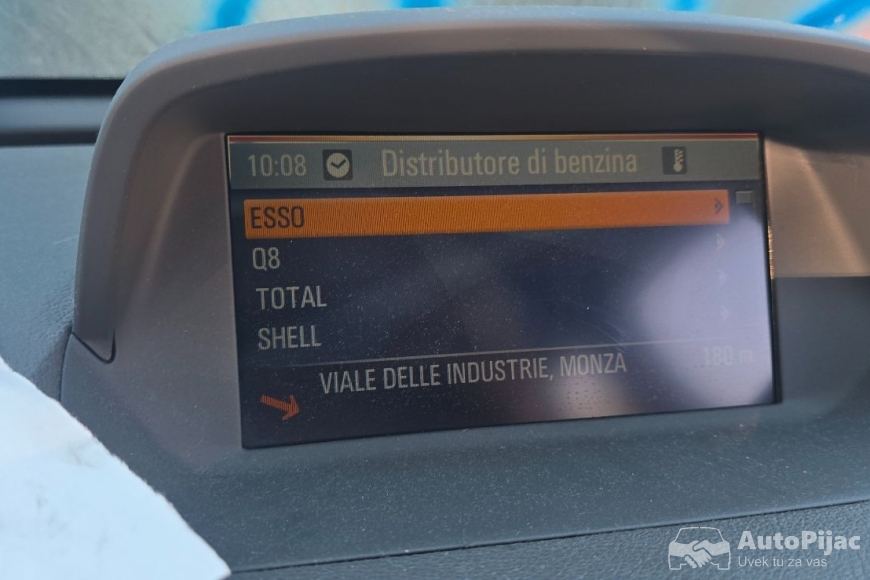 10:08 Distributore di benzina
ESSO
Q8
TOTAL
SHELL
VIALE DELLE INDUSTRIE, MONZA 180 m
AutoPijac
Uvek tu za vas